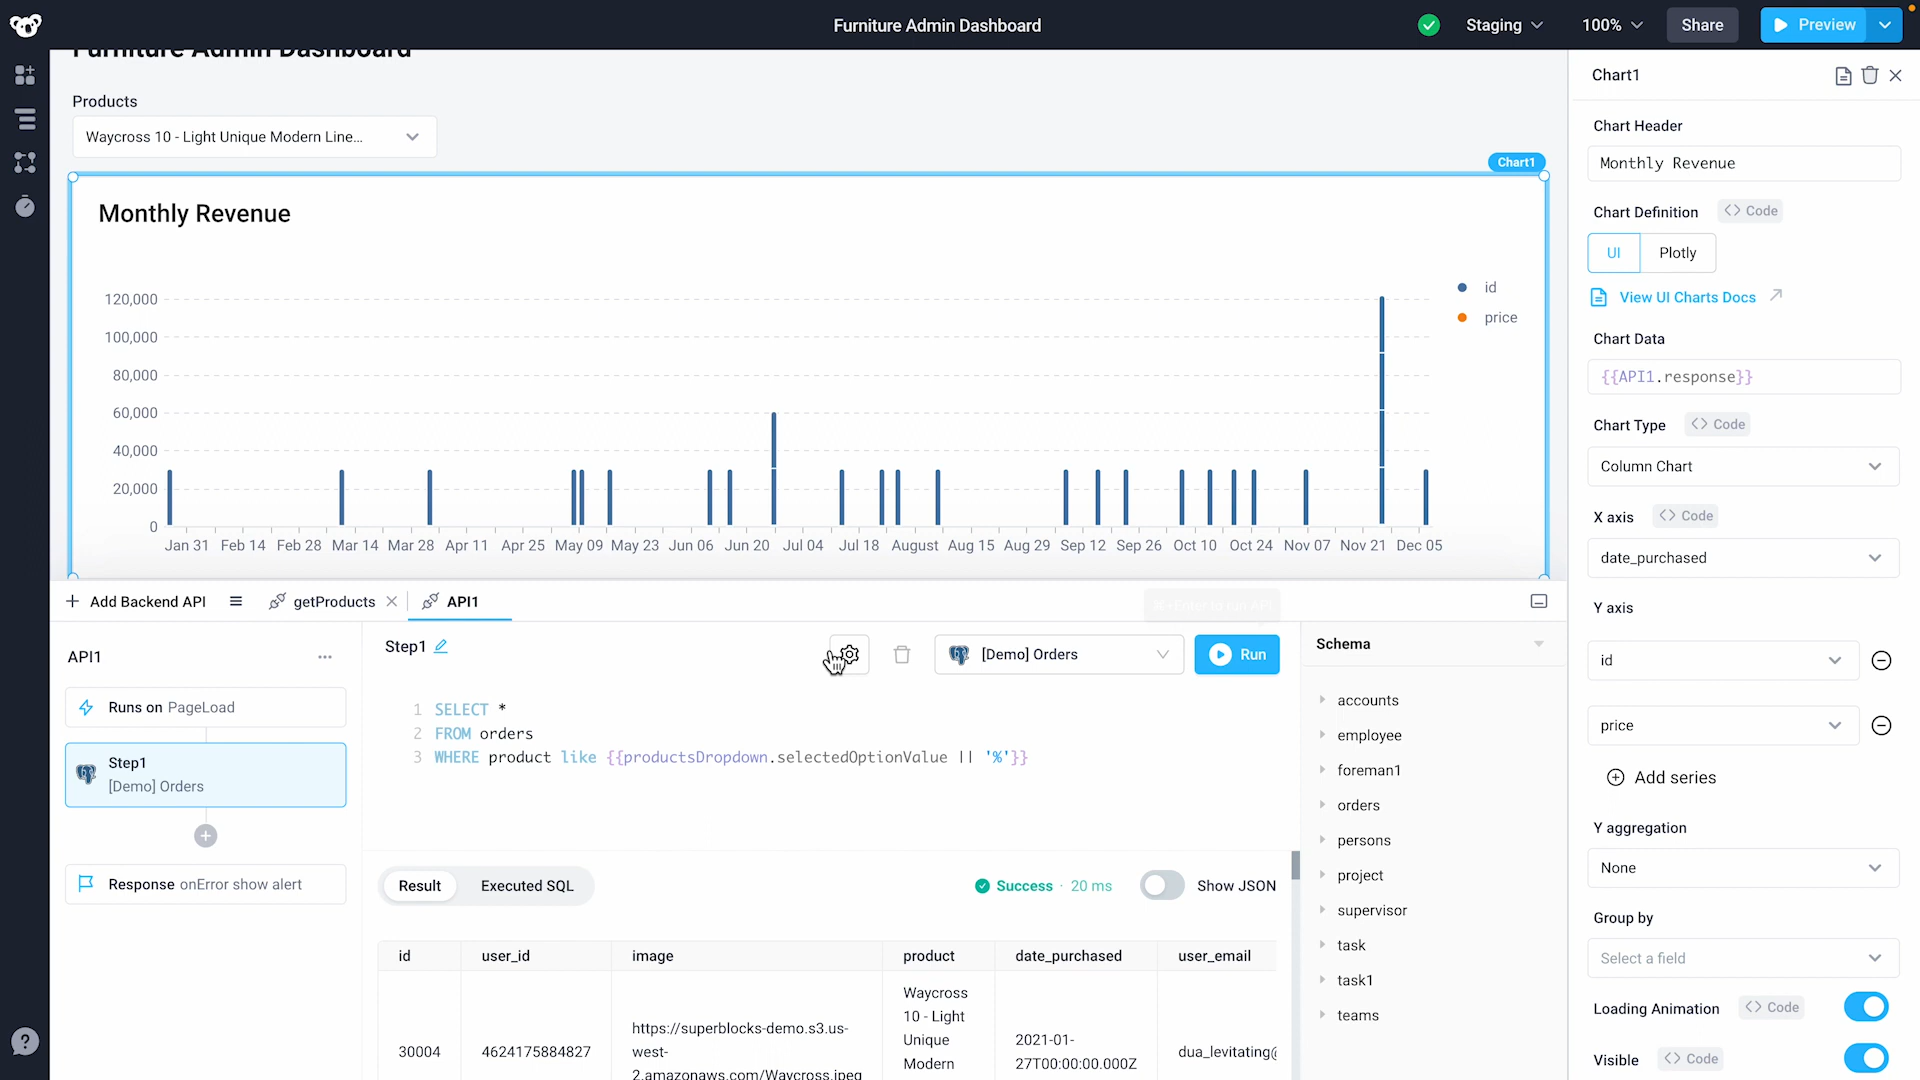 Furniture Admin Dashboard
Staging
100%
Share
Preview
Furniture Admin Dashboard
Products
Waycross 10 - Light Unique Modern Line...
Chart1
Monthly Revenue
120,000
100,000
80,000
60,000
40,000
20,000
0
Jan 31 Feb 14 Feb 28 Mar 14 Mar 28 Apr 11 Apr 25 May 09 May 23 Jun 06 Jun 20 Jul 04 Jul 18 August Aug 15 Aug 29 Sep 12 Sep 26 Oct 10 Oct 24 Nov 07 Nov 21 Dec 05
id
price
Add Backend API
getProducts
API1
API1
Runs on PageLoad
Step1
[Demo] Orders
Response onError show alert
Step1
[Demo] Orders
Run
1 SELECT *
2 FROM orders
3 WHERE product like {{productsDropdown.selectedOptionValue || '%'}}
Result
Executed SQL
Success · 20 ms
Show JSON
id user_id image product date_purchased user_email
30004
4624175884827
https://superblocks-demo.s3.us-
west-
2.amazonaws.com/Waycross.jpeg
Waycross
10 - Light
Unique
Modern
2021-01-
27T00:00:00.000Z
dua_levitating@
Schema
accounts
employee
foreman1
orders
persons
project
supervisor
task
task1
teams
Chart1
Chart Header
Monthly Revenue
Chart Definition
<> Code
UI
Plotly
View UI Charts Docs
Chart Data
{{API1.response}}
Chart Type
<> Code
Column Chart
X axis
<> Code
date_purchased
Y axis
id
price
Add series
Y aggregation
None
Group by
Select a field
Loading Animation
<> Code
Visible
<> Code